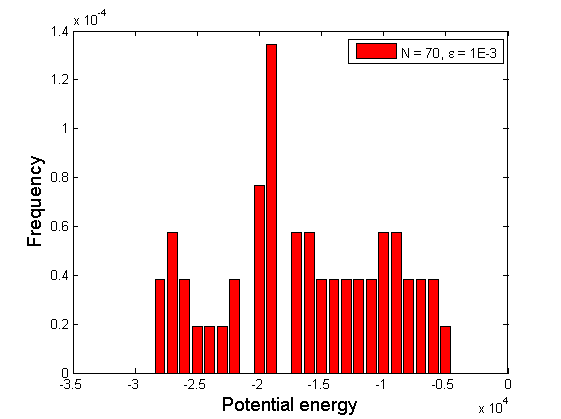 x 10^-4
1.4
1.2
1
0.8
0.6
0.4
0.2
0
Frequency
N = 70, ε = 1E-3
-3.5 -3 -2.5 -2 -1.5 -1 -0.5 0
x 10^4
Potential energy